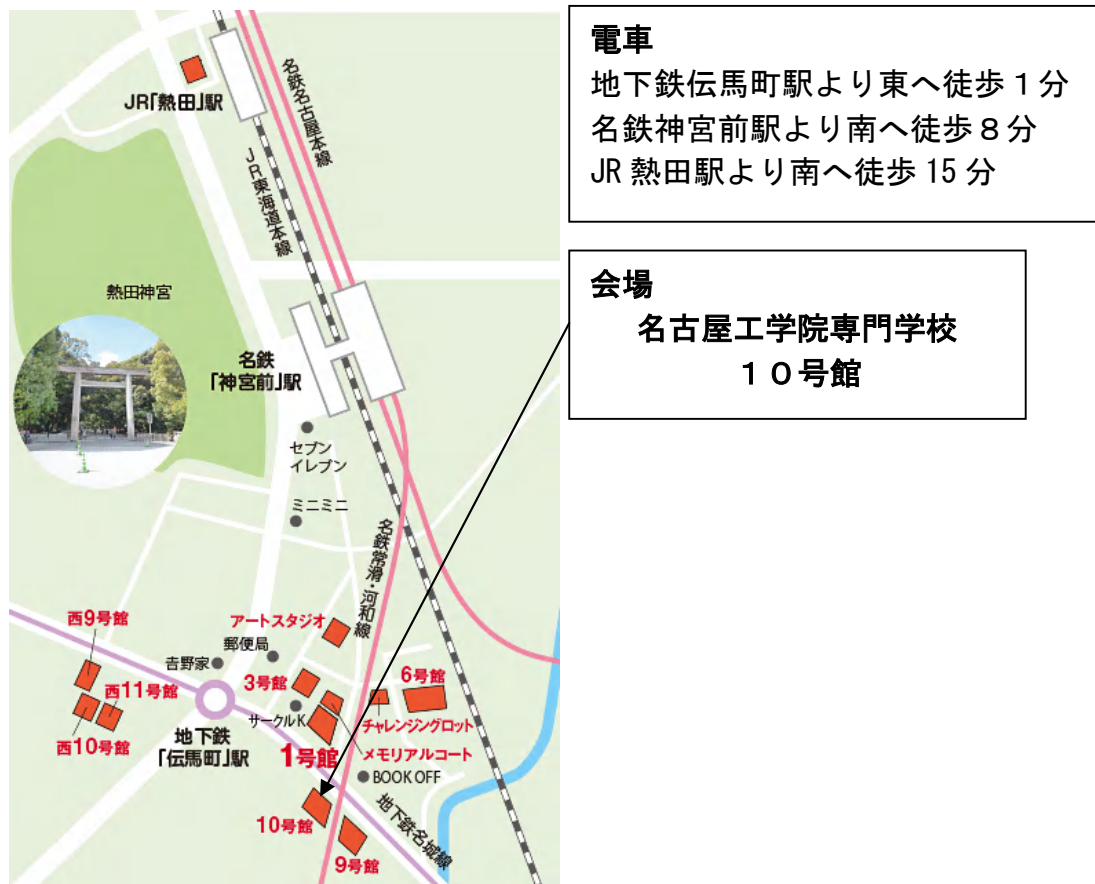 電車
地下鉄伝馬町駅より東へ徒歩1分
名鉄神宮前駅より南へ徒歩8分
JR 熱田駅より南へ徒歩 15 分
会場
名古屋工学院専門学校
10号館
JR「熱田」駅
名鉄名古屋本線
JR東海道本線
熱田神宮
名鉄
「神宮前」駅
セブン
イレブン
ミニミニ
名鉄常滑・河和線
西9号館
アートスタジオ
郵便局
吉野家
3号館
6号館
西11号館
サークルK
チャレンジングロット
西10号館
地下鉄
「伝馬町」駅
1号館
メモリアルコート
BOOK OFF
10号館
地下鉄名城線
9号館